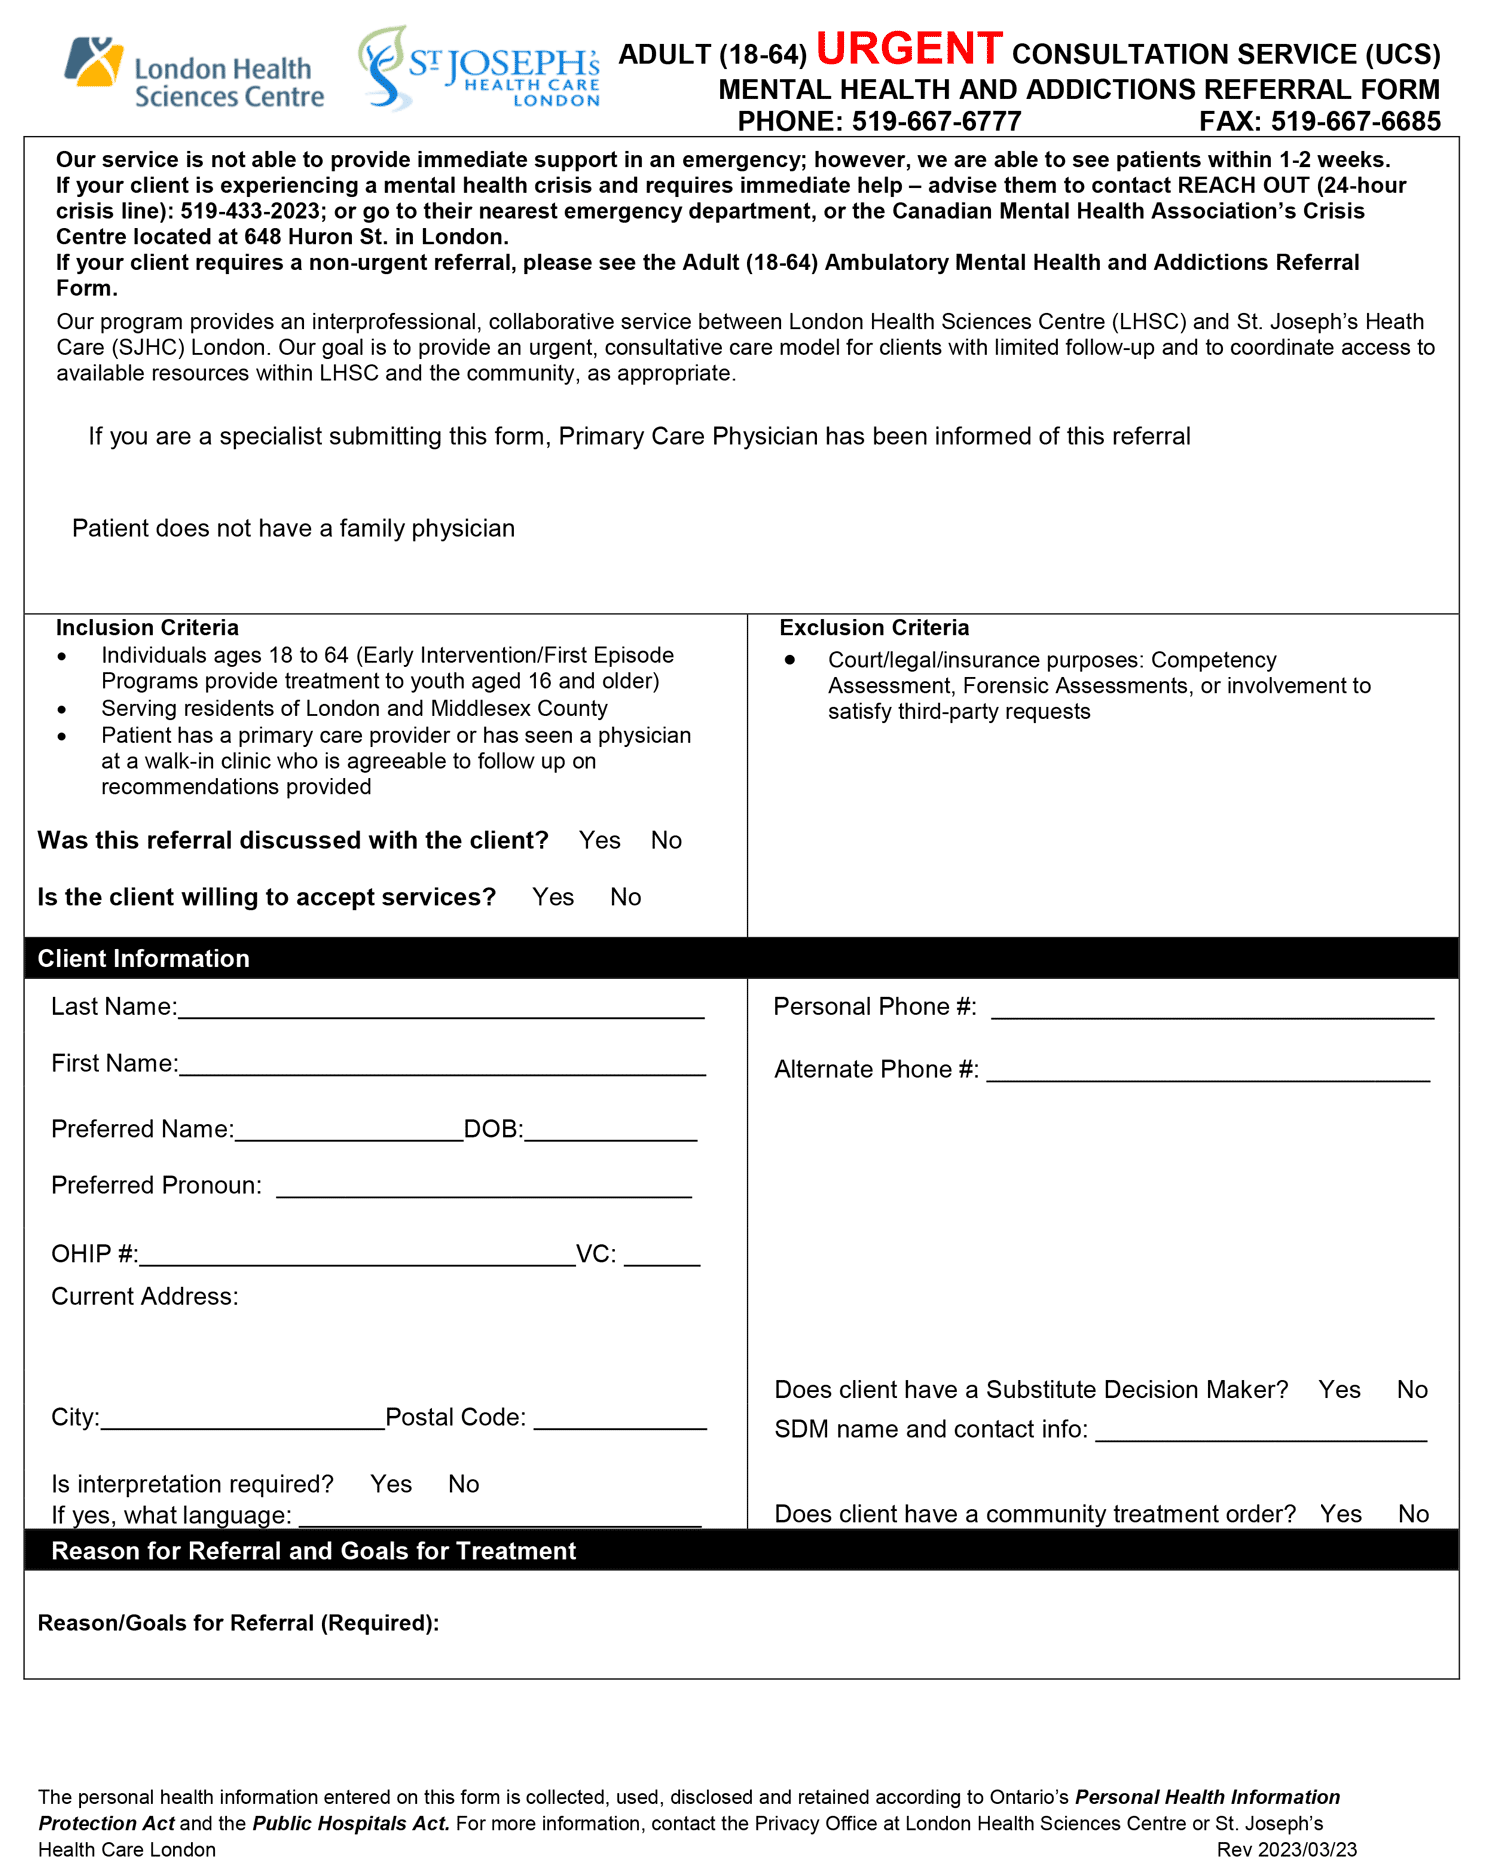 London Health
Sciences Centre
ST JOSEPH'S
HEALTH CARE
LONDON
ADULT (18-64) URGENT CONSULTATION SERVICE (UCS)
MENTAL HEALTH AND ADDICTIONS REFERRAL FORM
PHONE: 519-667-6777 FAX: 519-667-6685
Our service is not able to provide immediate support in an emergency; however, we are able to see patients within 1-2 weeks.
If your client is experiencing a mental health crisis and requires immediate help – advise them to contact REACH OUT (24-hour
crisis line): 519-433-2023; or go to their nearest emergency department, or the Canadian Mental Health Association's Crisis
Centre located at 648 Huron St. in London.
If your client requires a non-urgent referral, please see the Adult (18-64) Ambulatory Mental Health and Addictions Referral
Form.
Our program provides an interprofessional, collaborative service between London Health Sciences Centre (LHSC) and St. Joseph's Heath
Care (SJHC) London. Our goal is to provide an urgent, consultative care model for clients with limited follow-up and to coordinate access to
available resources within LHSC and the community, as appropriate.
If you are a specialist submitting this form, Primary Care Physician has been informed of this referral
Patient does not have a family physician
Inclusion Criteria
• Individuals ages 18 to 64 (Early Intervention/First Episode
Programs provide treatment to youth aged 16 and older)
• Serving residents of London and Middlesex County
• Patient has a primary care provider or has seen a physician
at a walk-in clinic who is agreeable to follow up on
recommendations provided
Was this referral discussed with the client? Yes No
Is the client willing to accept services? Yes No
Exclusion Criteria
• Court/legal/insurance purposes: Competency
Assessment, Forensic Assessments, or involvement to
satisfy third-party requests
Client Information
Last Name:
First Name:
Preferred Name: DOB:
Preferred Pronoun:
OHIP #: VC:
Current Address:
City: Postal Code:
Is interpretation required? Yes No
If yes, what language:
Personal Phone #:
Alternate Phone #:
Does client have a Substitute Decision Maker? Yes No
SDM name and contact info:
Does client have a community treatment order? Yes No
Reason for Referral and Goals for Treatment
Reason/Goals for Referral (Required):
The personal health information entered on this form is collected, used, disclosed and retained according to Ontario's Personal Health Information
Protection Act and the Public Hospitals Act. For more information, contact the Privacy Office at London Health Sciences Centre or St. Joseph's
Health Care London Rev 2023/03/23